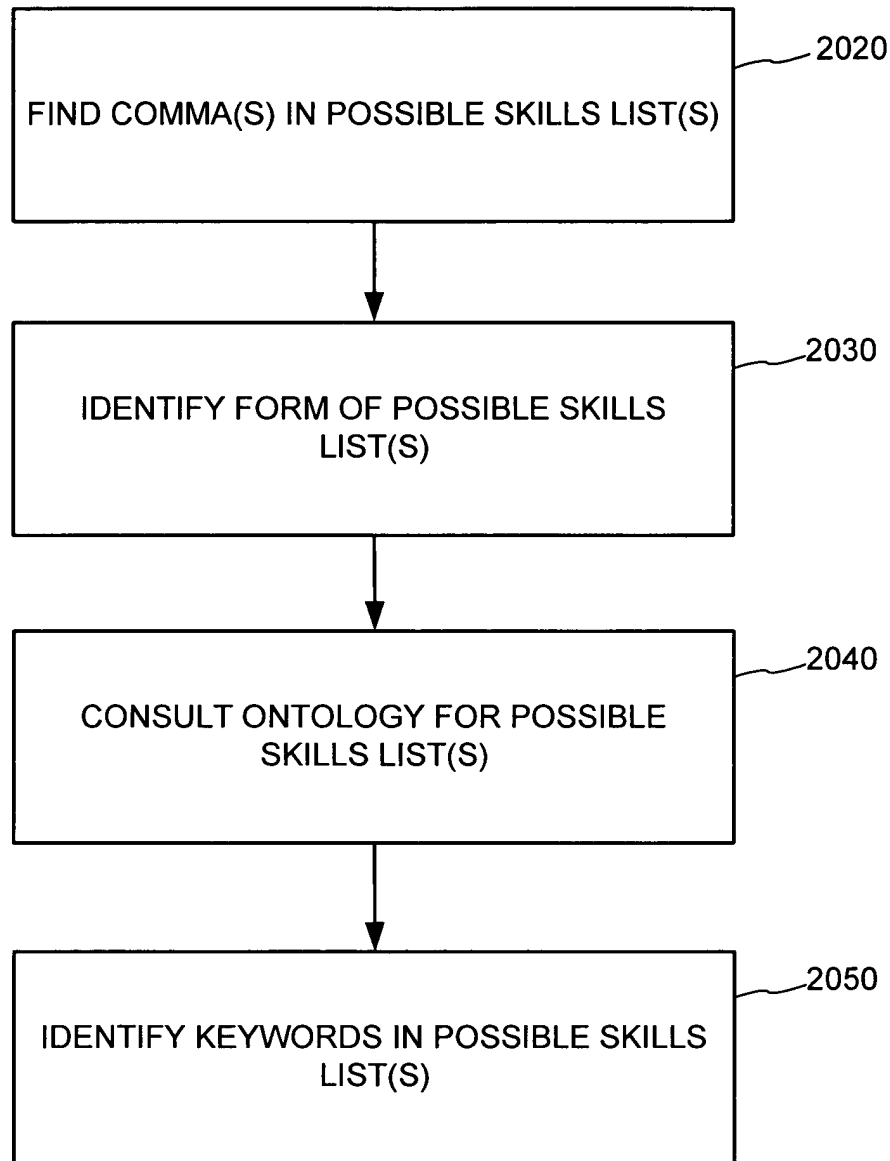 2020
FIND COMMA(S) IN POSSIBLE SKILLS LIST(S)
2030
IDENTIFY FORM OF POSSIBLE SKILLS
LIST(S)
2040
CONSULT ONTOLOGY FOR POSSIBLE
SKILLS LIST(S)
2050
IDENTIFY KEYWORDS IN POSSIBLE SKILLS
LIST(S)